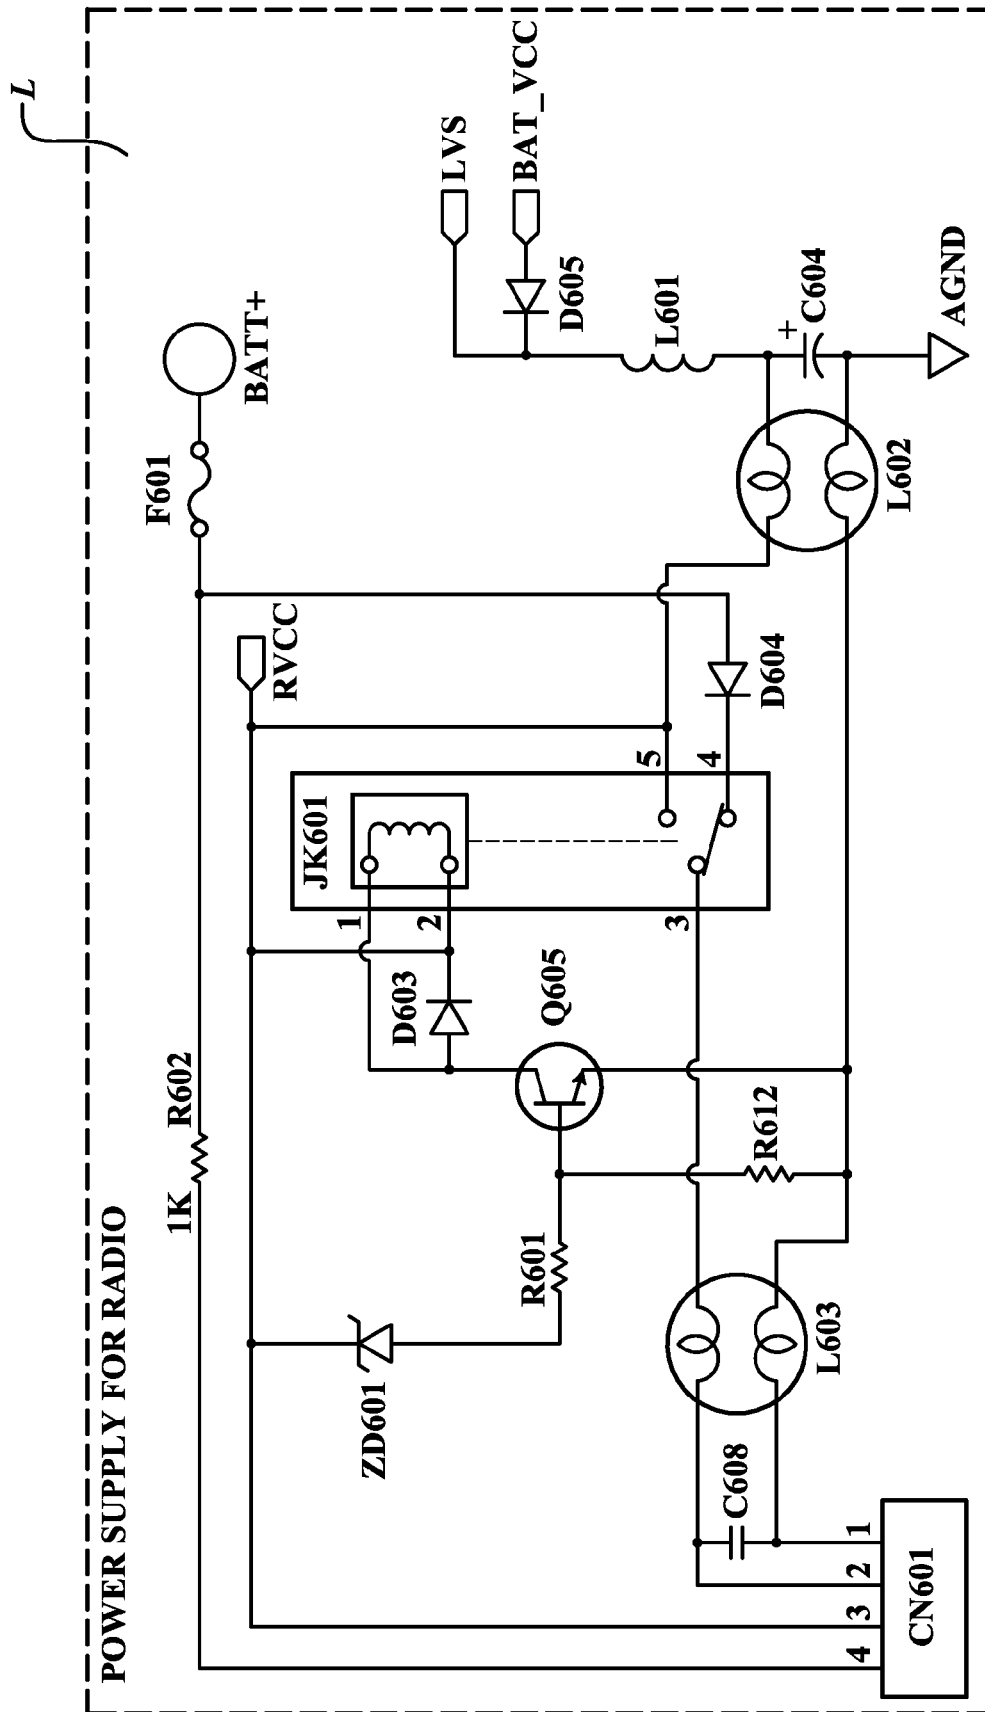 L
POWER SUPPLY FOR RADIO
1K
R602
F601
BATT+
RVCC
LVS
BAT_VCC
D605
L601
+
C604
AGND
ZD601
R601
D603
Q605
JK601
1
2
3
4
5
D604
L602
R612
L603
C608
4
3
2
1
CN601